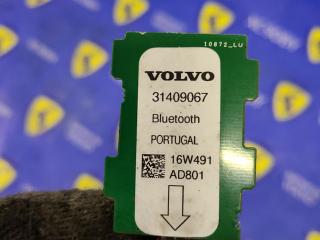 10872_LU
VOLVO
31409067
Bluetooth
PORTUGAL
16W491
AD801